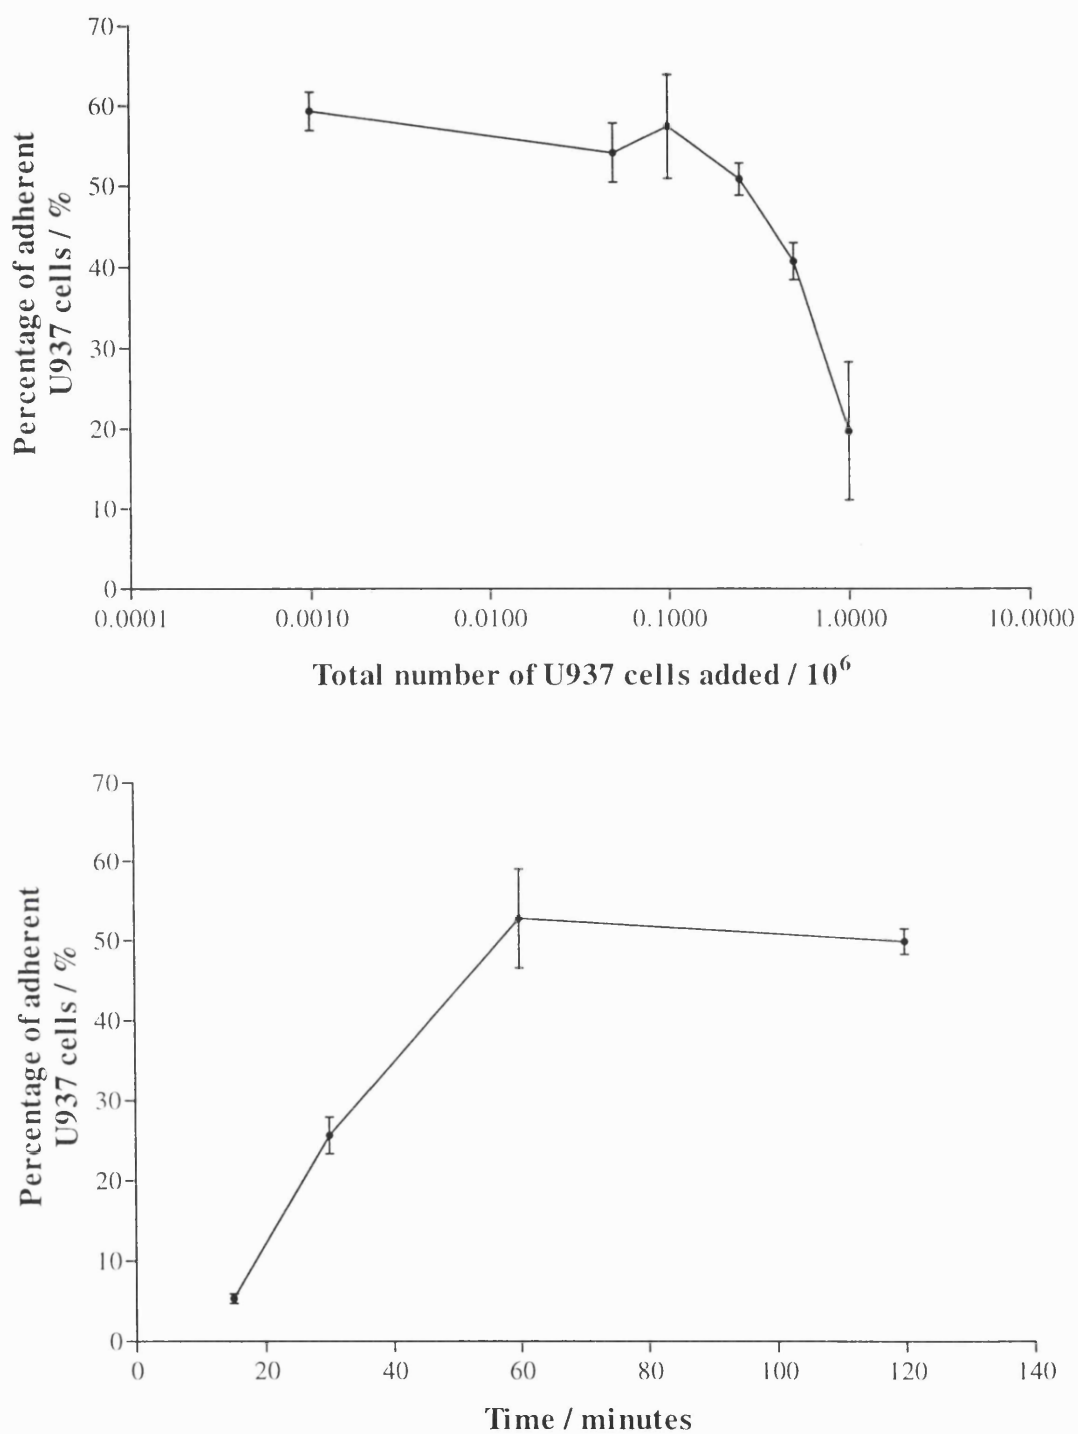 70
60
50
40
30
20
10
0
Percentage of adherent
U937 cells / %
0.0001 0.0010 0.0100 0.1000 1.0000 10.0000
Total number of U937 cells added / 10⁶
70
60
50
40
30
20
10
0
Percentage of adherent
U937 cells / %
0 20 40 60 80 100 120 140
Time / minutes